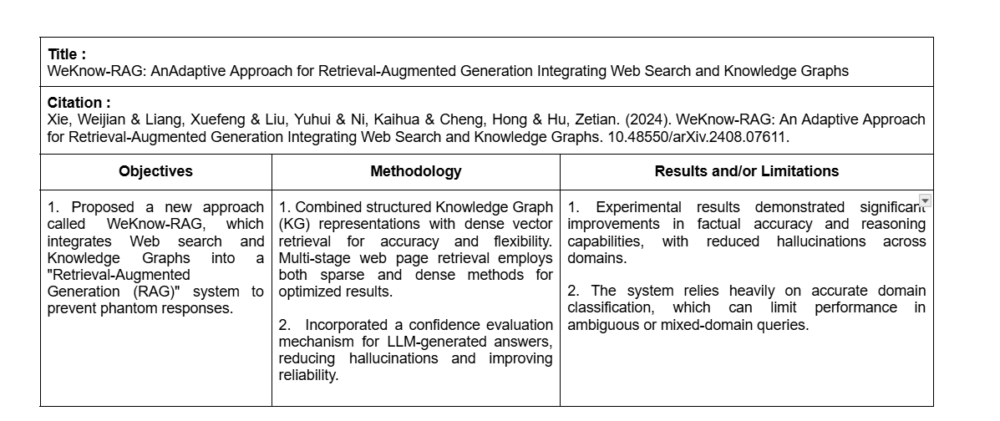 Title :
WeKnow-RAG: AnAdaptive Approach for Retrieval-Augmented Generation Integrating Web Search and Knowledge Graphs
Citation :
Xie, Weijian & Liang, Xuefeng & Liu, Yuhui & Ni, Kaihua & Cheng, Hong & Hu, Zetian. (2024). WeKnow-RAG: An Adaptive Approach
for Retrieval-Augmented Generation Integrating Web Search and Knowledge Graphs. 10.48550/arXiv.2408.07611.
Objectives
Methodology
Results and/or Limitations
1. Proposed a new approach
called WeKnow-RAG, which
integrates Web search and
Knowledge Graphs into a
"Retrieval-Augmented
Generation (RAG)" system to
prevent phantom responses.
1. Combined structured Knowledge Graph
(KG) representations with dense vector
retrieval for accuracy and flexibility.
Multi-stage web page retrieval employs
both sparse and dense methods for
optimized results.
2. Incorporated a confidence evaluation
mechanism for LLM-generated answers,
reducing hallucinations and improving
reliability.
1. Experimental results demonstrated significant
improvements in factual accuracy and reasoning
capabilities, with reduced hallucinations across
domains.
2. The system relies heavily on accurate domain
classification, which can limit performance in
ambiguous or mixed-domain queries.